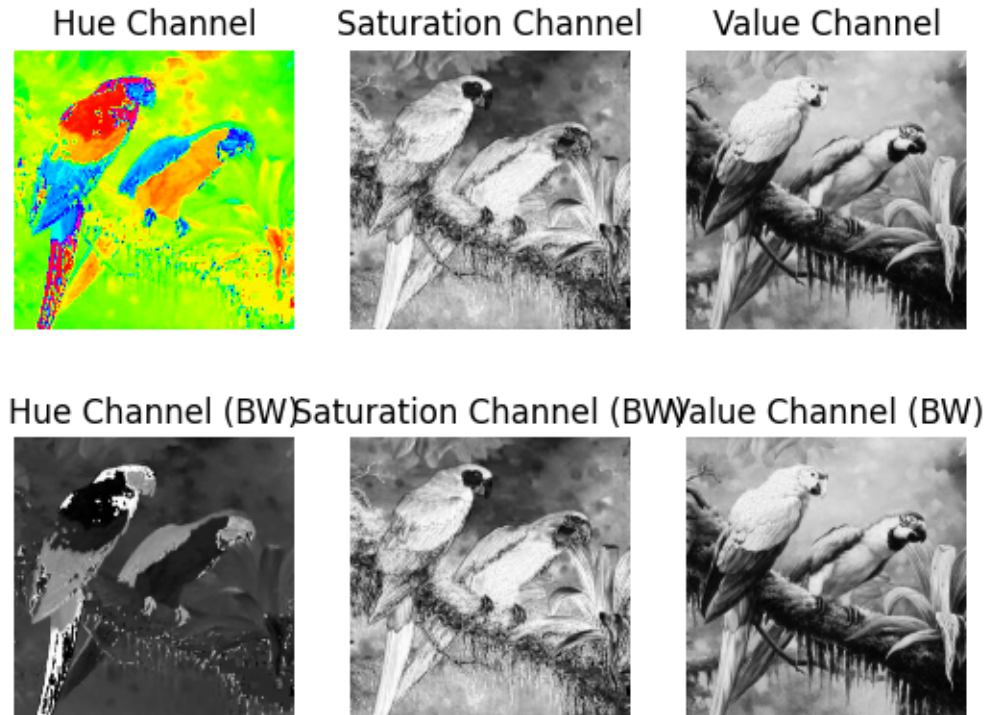 Hue Channel
Saturation Channel
Value Channel
Hue Channel (BW)
Saturation Channel (BW)
Value Channel (BW)